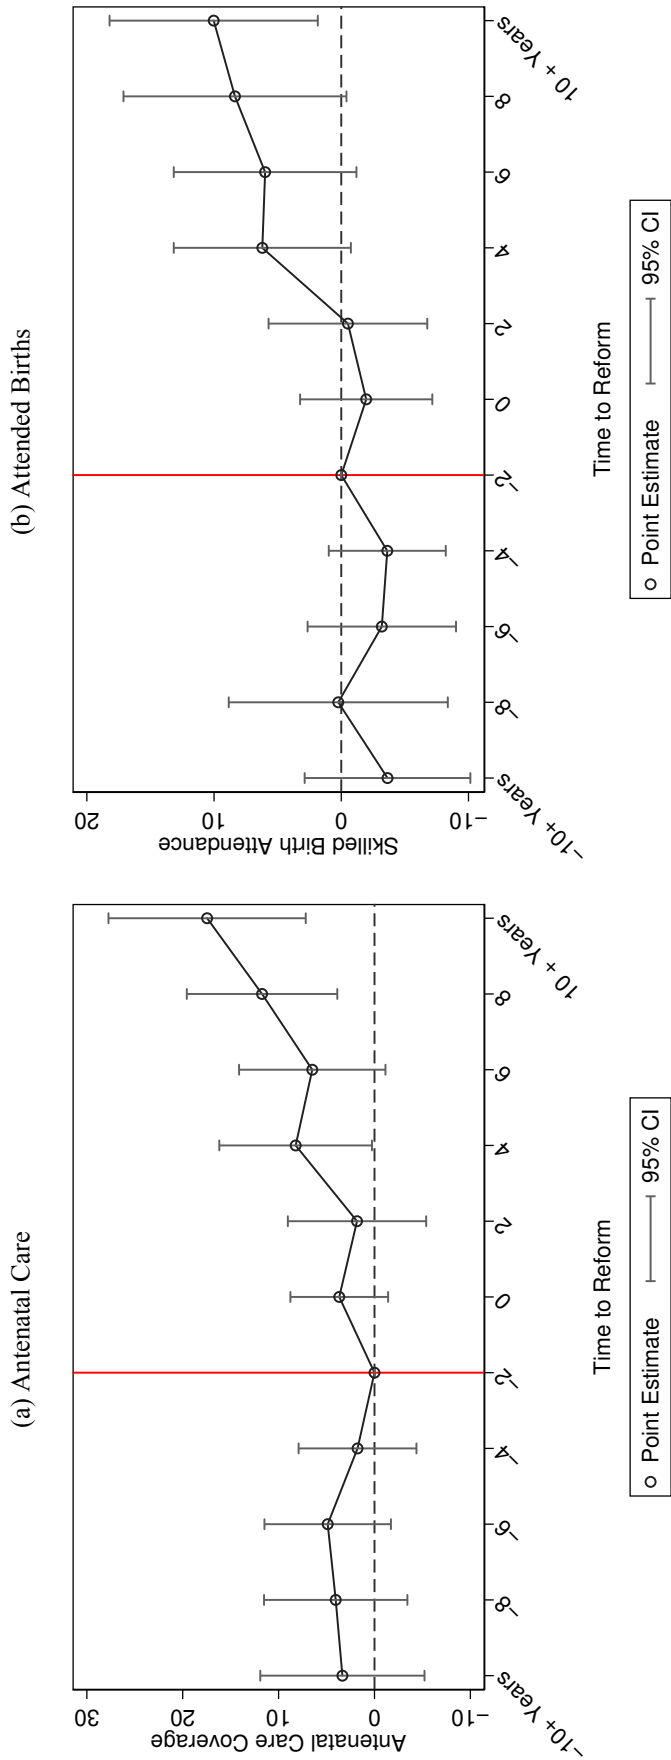 (a) Antenatal Care
Antenatal Care Coverage
30
20
10
0
−10
−10+ Years
−8
−6
−4
−2
0
2
4
6
8
10 + Years
Time to Reform
Point Estimate
95% CI
(b) Attended Births
Skilled Birth Attendance
20
10
0
−10
−10+ Years
−8
−6
−4
−2
0
2
4
6
8
10 + Years
Time to Reform
Point Estimate
95% CI